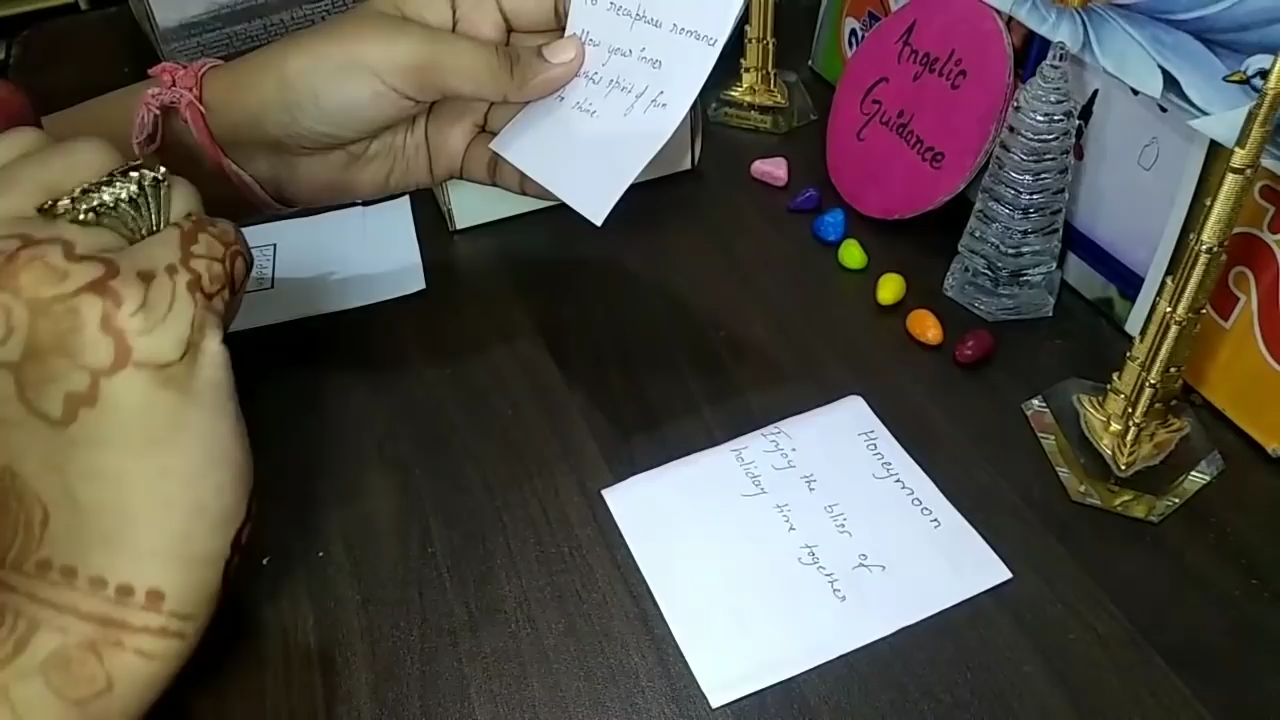 To recapture romance
your inner
spirit of fun
to shine.
Angelic
Guidance
Honeymoon
Enjoy the bliss of
holiday time together
Hidden